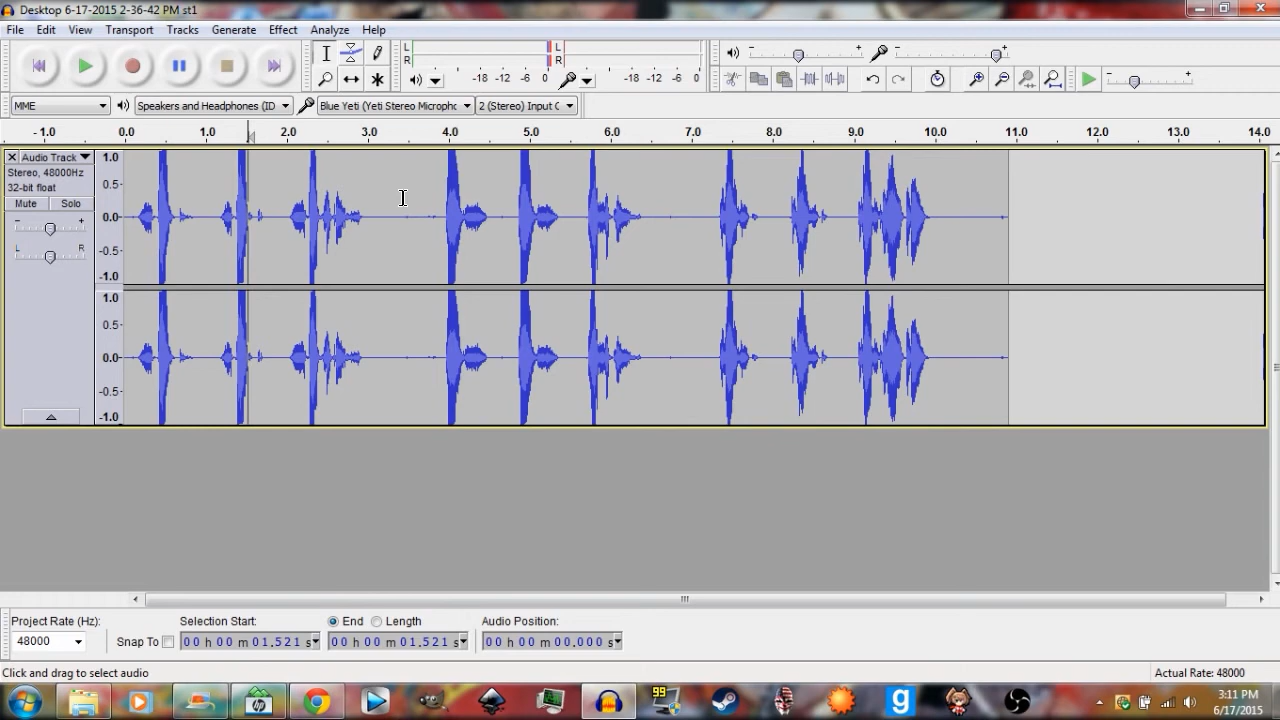 Desktop 6-17-2015 2-36-42 PM st1
File Edit View Transport Tracks Generate Effect Analyze Help
L
R
-18 -12 -6 0
L
R
-18 -12 -6 0
MME
Speakers and Headphones (ID
Blue Yeti (Yeti Stereo Microphc
2 (Stereo) Input C
-1.0 0.0 1.0 2.0 3.0 4.0 5.0 6.0 7.0 8.0 9.0 10.0 11.0 12.0 13.0 14.0
Audio Track
Stereo, 48000Hz
32-bit float
Mute Solo
- +
L R
1.0
0.5-
0.0-
-0.5-
-1.0
1.0
0.5-
0.0-
-0.5-
-1.0
Project Rate (Hz):
48000
Snap To
Selection Start:
00 h 00 m 01.521 s
End Length
00 h 00 m 01.521 s
Audio Position:
00 h 00 m 00.000 s
Click and drag to select audio
Actual Rate: 48000
99
3:11 PM
6/17/2015